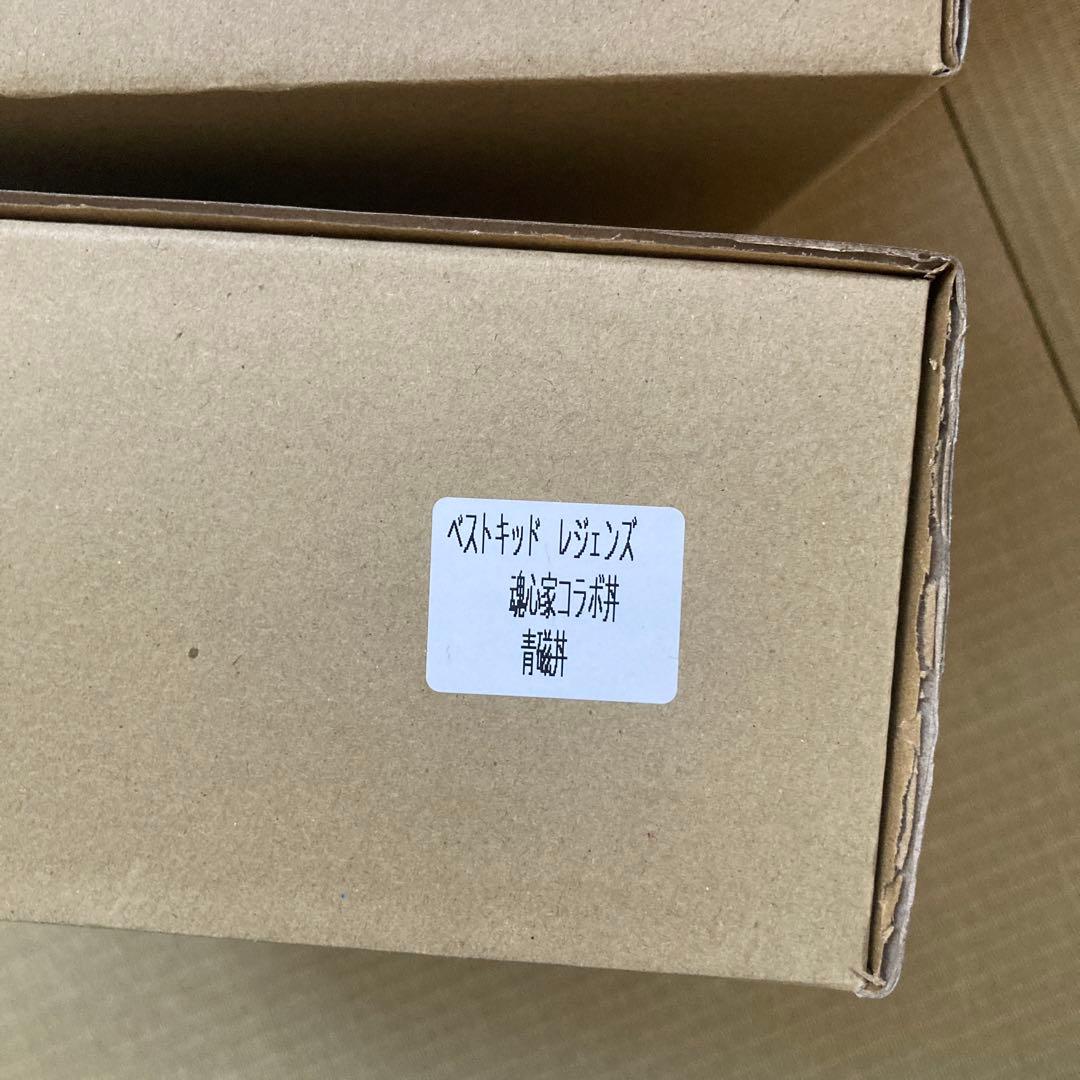 ベストキッド　レジェンズ
魂心家コラボ丼
青磁丼